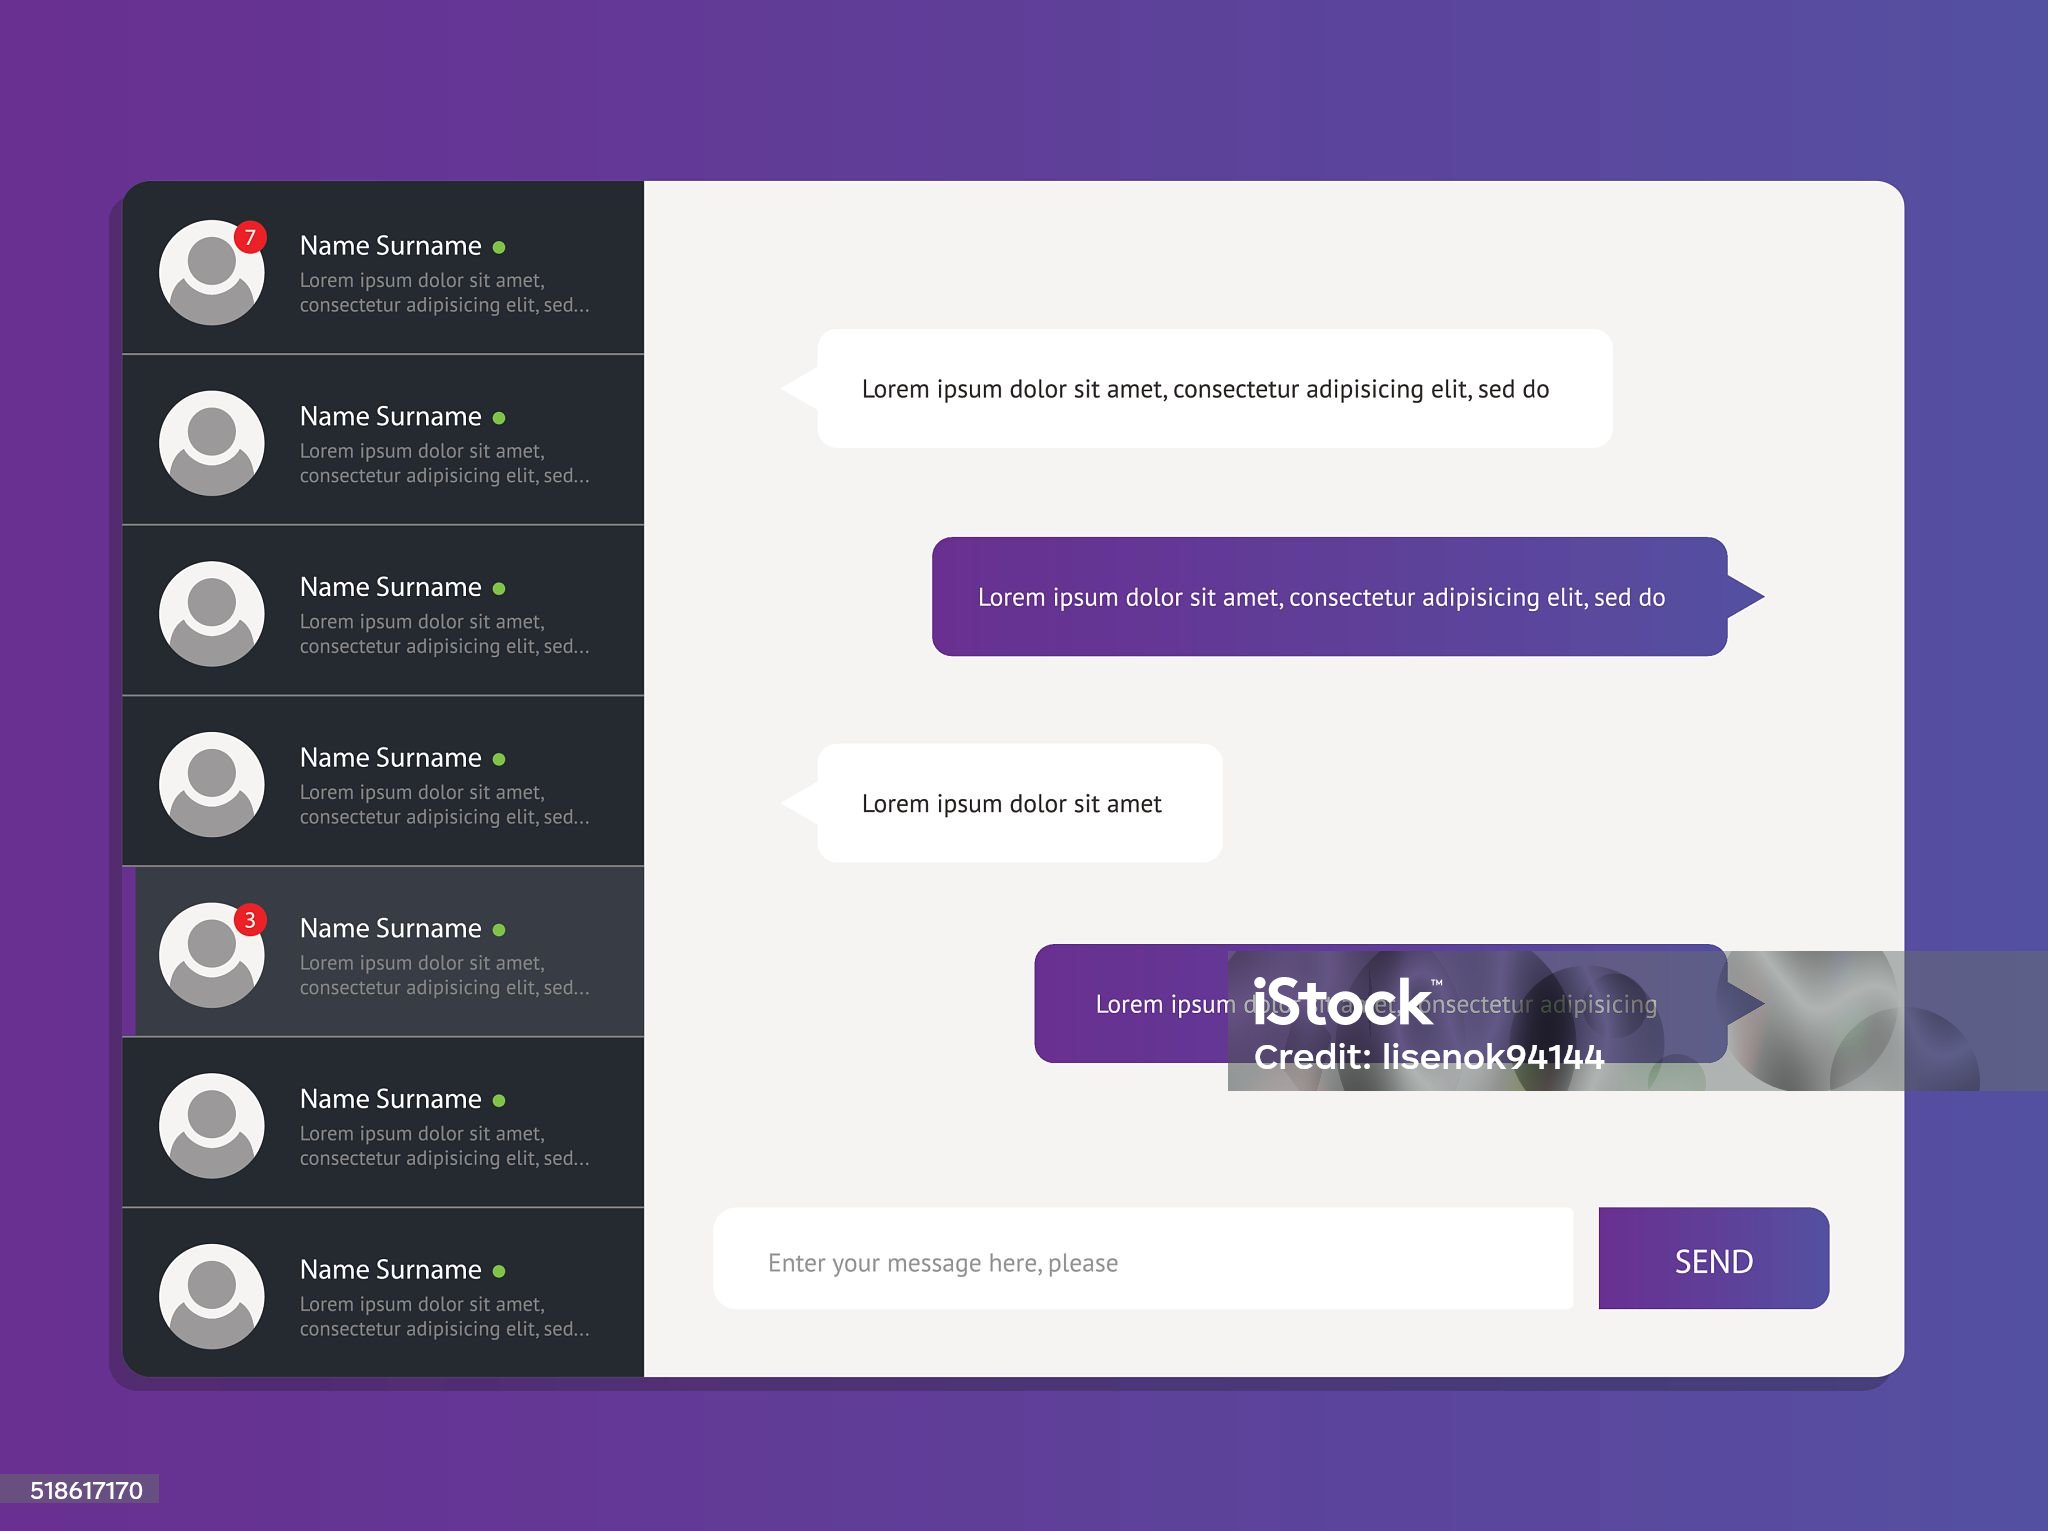 7
Name Surname
Lorem ipsum dolor sit amet,
consectetur adipisicing elit, sed...
Name Surname
Lorem ipsum dolor sit amet,
consectetur adipisicing elit, sed...
Name Surname
Lorem ipsum dolor sit amet,
consectetur adipisicing elit, sed...
Name Surname
Lorem ipsum dolor sit amet,
consectetur adipisicing elit, sed...
3
Name Surname
Lorem ipsum dolor sit amet,
consectetur adipisicing elit, sed...
Name Surname
Lorem ipsum dolor sit amet,
consectetur adipisicing elit, sed...
Name Surname
Lorem ipsum dolor sit amet,
consectetur adipisicing elit, sed...
Lorem ipsum dolor sit amet, consectetur adipisicing elit, sed do
Lorem ipsum dolor sit amet, consectetur adipisicing elit, sed do
Lorem ipsum dolor sit amet
Lorem ipsum dolor sit amet, consectetur adipisicing
iStock™
Credit: lisenok94144
Enter your message here, please
SEND
518617170